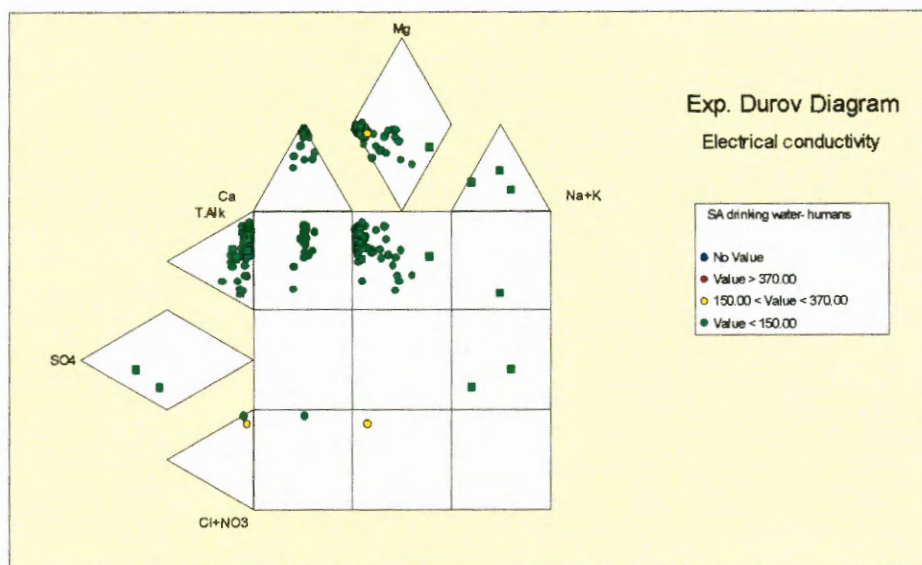 Mg
Exp. Durov Diagram
Electrical conductivity
Ca
T.Alk
Na+K
SA drinking water- humans
No Value
Value > 370.00
150.00 < Value < 370.00
Value < 150.00
SO4
Cl+NO3